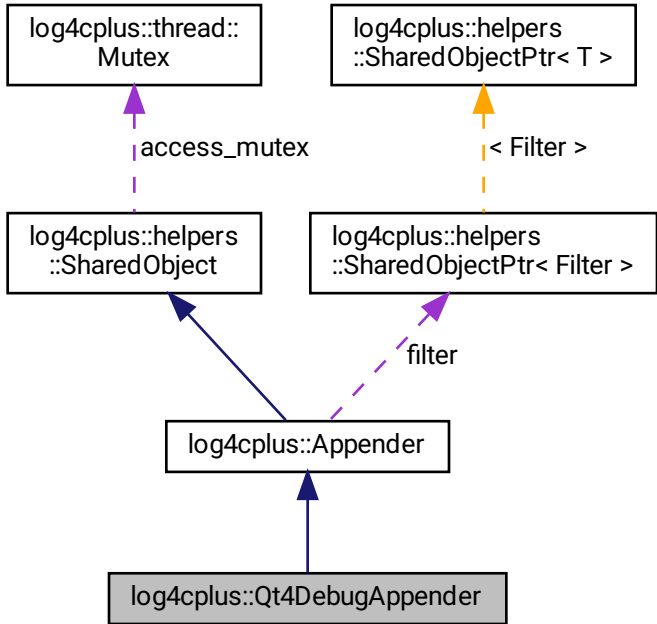 log4cplus::thread::
Mutex
log4cplus::helpers
::SharedObjectPtr< T >
access_mutex
< Filter >
log4cplus::helpers
::SharedObject
log4cplus::helpers
::SharedObjectPtr< Filter >
filter
log4cplus::Appender
log4cplus::Qt4DebugAppender